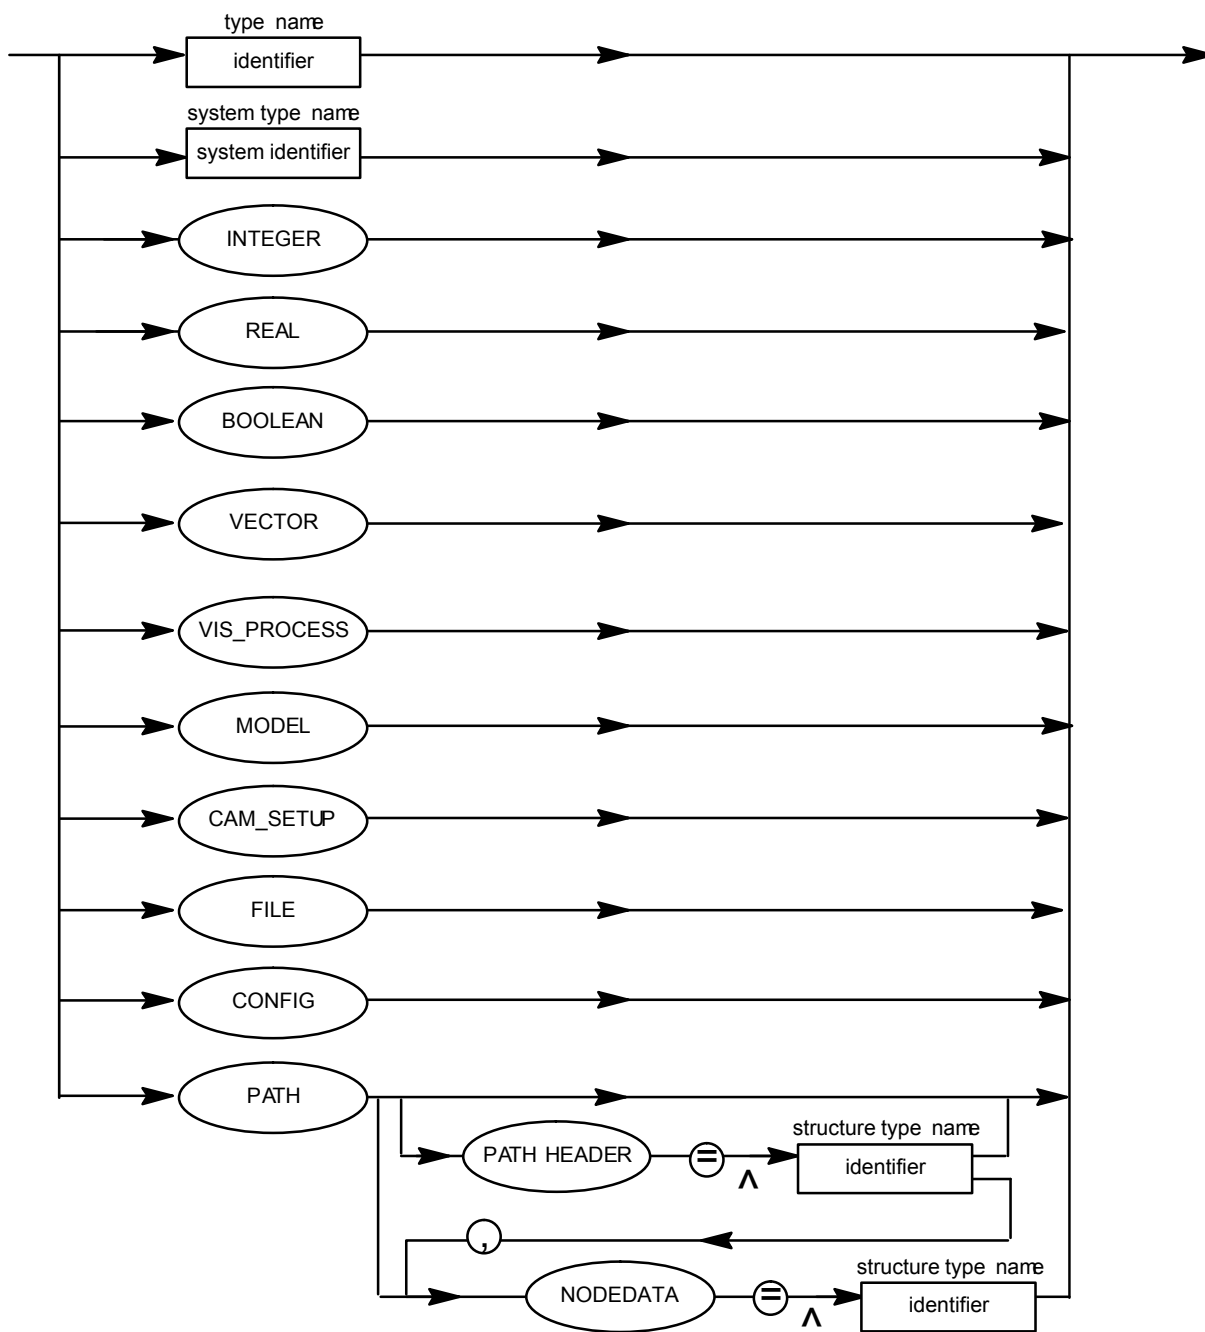 type name
identifier
system type name
system identifier
INTEGER
REAL
BOOLEAN
VECTOR
VIS_PROCESS
MODEL
CAM_SETUP
FILE
CONFIG
PATH
structure type name
PATH HEADER = ^ identifier
,
structure type name
NODEDATA = ^ identifier